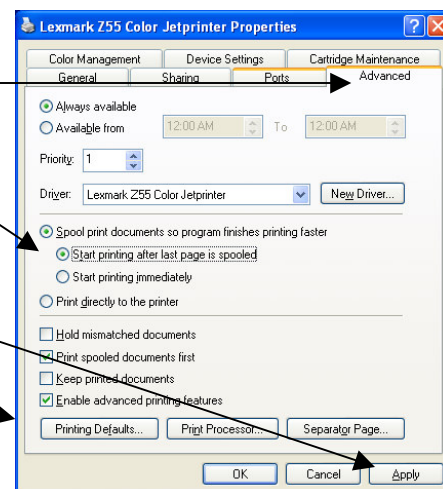 Lexmark Z55 Color Jetprinter Properties
Color Management Device Settings Cartridge Maintenance
General Sharing Ports Advanced
Always available
Available from 12:00 AM To 12:00 AM
Priority: 1
Driver: Lexmark Z55 Color Jetprinter New Driver...
Spool print documents so program finishes printing faster
Start printing after last page is spooled
Start printing immediately
Print directly to the printer
Hold mismatched documents
Print spooled documents first
Keep printed documents
Enable advanced printing features
Printing Defaults... Print Processor... Separator Page...
OK Cancel Apply